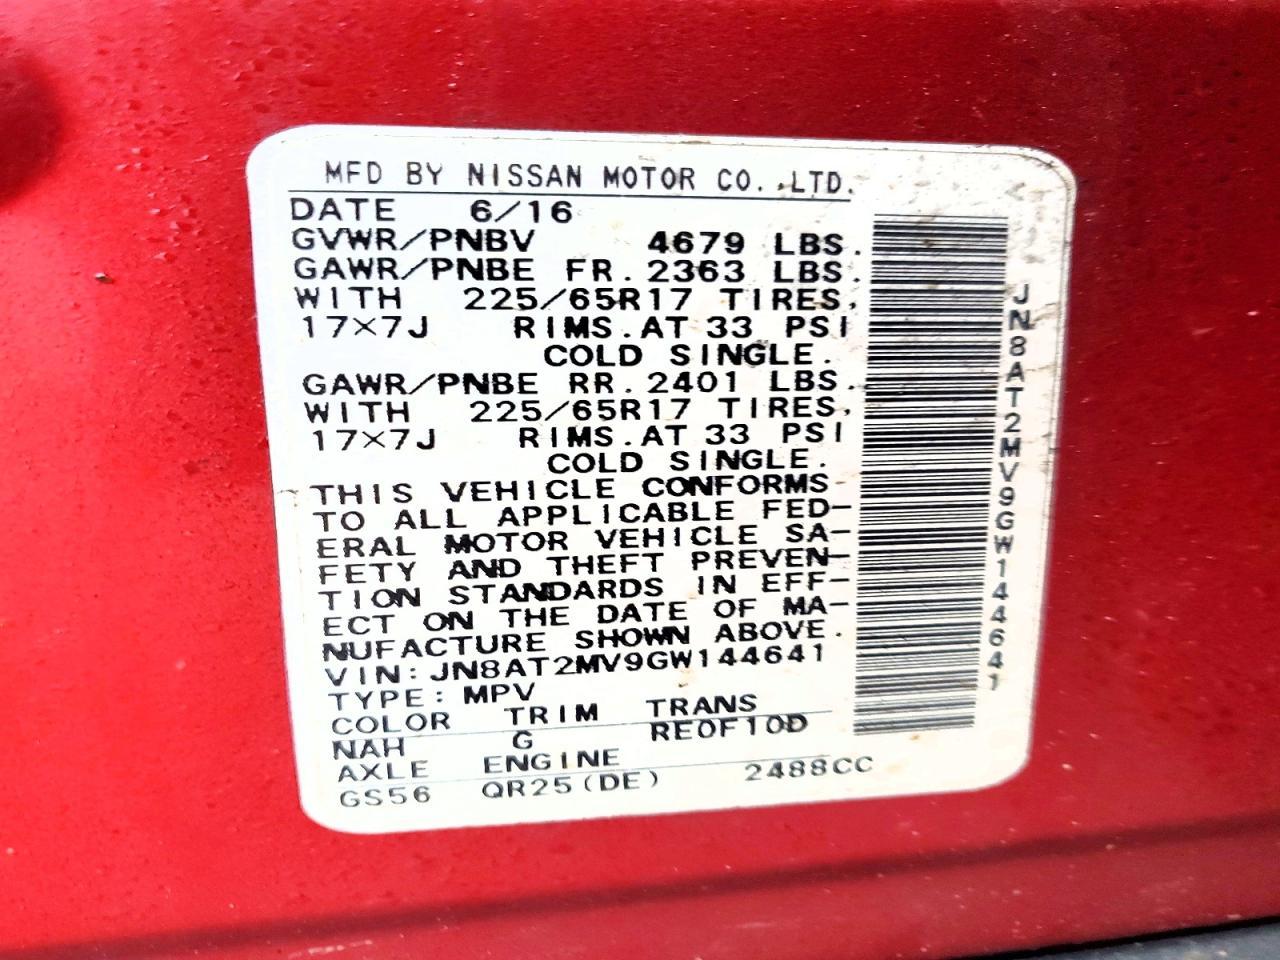 MFD BY NISSAN MOTOR CO.,LTD.
DATE 6/16
GVWR/PNBV 4679 LBS.
GAWR/PNBE FR. 2363 LBS.
WITH 225/65R17 TIRES,
17×7J RIMS.AT 33 PSI
COLD SINGLE.
GAWR/PNBE RR. 2401 LBS.
WITH 225/65R17 TIRES,
17×7J RIMS.AT 33 PSI
COLD SINGLE.
THIS VEHICLE CONFORMS
TO ALL APPLICABLE FED-
ERAL MOTOR VEHICLE SA-
FETY AND THEFT PREVEN-
TION STANDARDS IN EFF-
ECT ON THE DATE OF MA-
NUFACTURE SHOWN ABOVE.
VIN: JN8AT2MV9GW144641
TYPE: MPV
COLOR TRIM TRANS
NAH G RE0F10D
AXLE ENGINE
GS56 QR25(DE) 2488CC
JN8AT2MV9GW144641